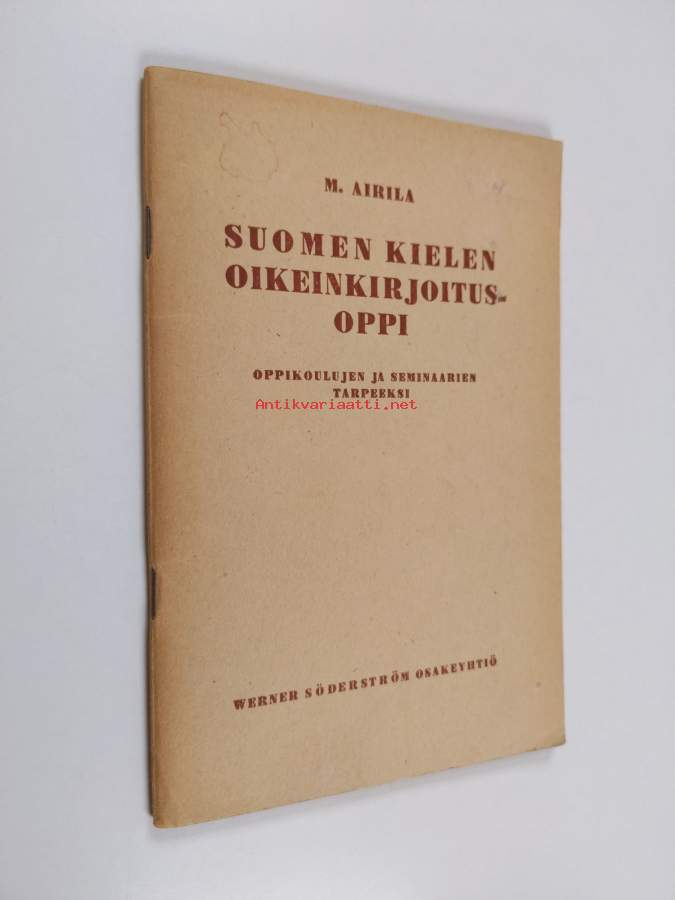 M. AIRILA
SUOMEN KIELEN
OIKEINKIRJOITUS-
OPPI
OPPIKOULUJEN JA SEMINAARIEN
TARPEEKSI
Antikvariaatti.net
WERNER SÖDERSTRÖM OSAKEYHTIÖ